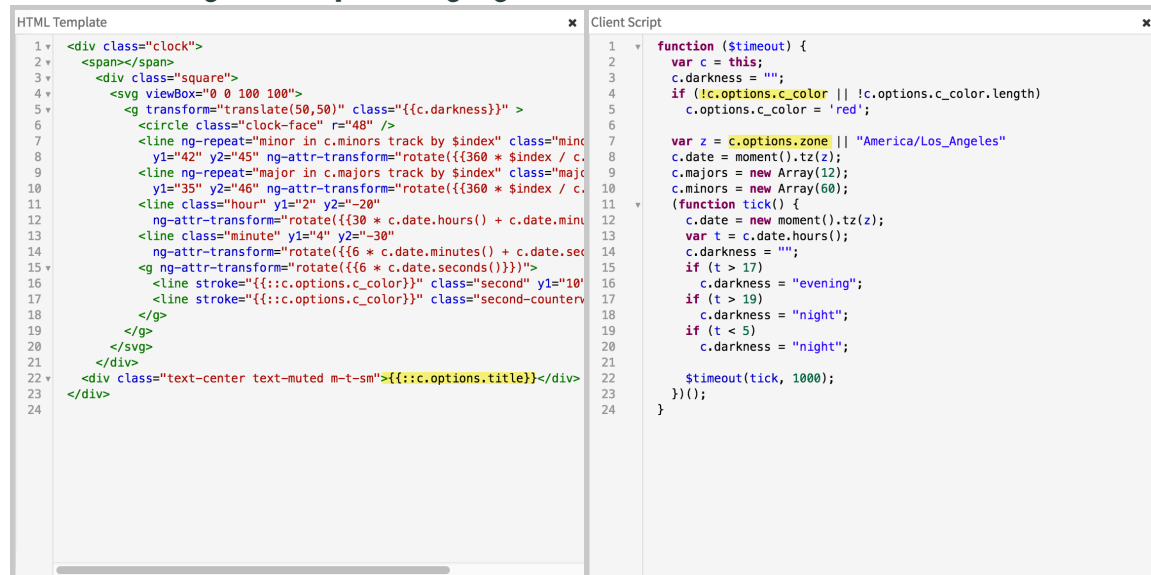 HTML Template
1 <div class="clock">
2 <span></span>
3 <div class="square">
4 <svg viewBox="0 0 100 100">
5 <g transform="translate(50,50)" class="{{c.darkness}}" >
6 <circle class="clock-face" r="48" />
7 <line ng-repeat="minor in c.minors track by $index" class="mino
8 y1="42" y2="45" ng-attr-transform="rotate({{360 * $index / c.
9 <line ng-repeat="major in c.majors track by $index" class="majo
10 y1="35" y2="46" ng-attr-transform="rotate({{360 * $index / c.
11 <line class="hour" y1="2" y2="-20"
12 ng-attr-transform="rotate({{30 * c.date.hours() + c.date.minu
13 <line class="minute" y1="4" y2="-30"
14 ng-attr-transform="rotate({{6 * c.date.minutes() + c.date.sec
15 <g ng-attr-transform="rotate({{6 * c.date.seconds()}})">
16 <line stroke="{{::c.options.c_color}}" class="second" y1="10"
17 <line stroke="{{::c.options.c_color}}" class="second-counterw
18 </g>
19 </g>
20 </svg>
21 </div>
22 <div class="text-center text-muted m-t-sm">{{::c.options.title}}</div>
23 </div>
24
Client Script
1 function ($timeout) {
2 var c = this;
3 c.darkness = "";
4 if (!c.options.c_color || !c.options.c_color.length)
5 c.options.c_color = 'red';
6
7 var z = c.options.zone || "America/Los_Angeles"
8 c.date = moment().tz(z);
9 c.majors = new Array(12);
10 c.minors = new Array(60);
11 (function tick() {
12 c.date = new moment().tz(z);
13 var t = c.date.hours();
14 c.darkness = "";
15 if (t > 17)
16 c.darkness = "evening";
17 if (t > 19)
18 c.darkness = "night";
19 if (t < 5)
20 c.darkness = "night";
21
22 $timeout(tick, 1000);
23 })();
24 }